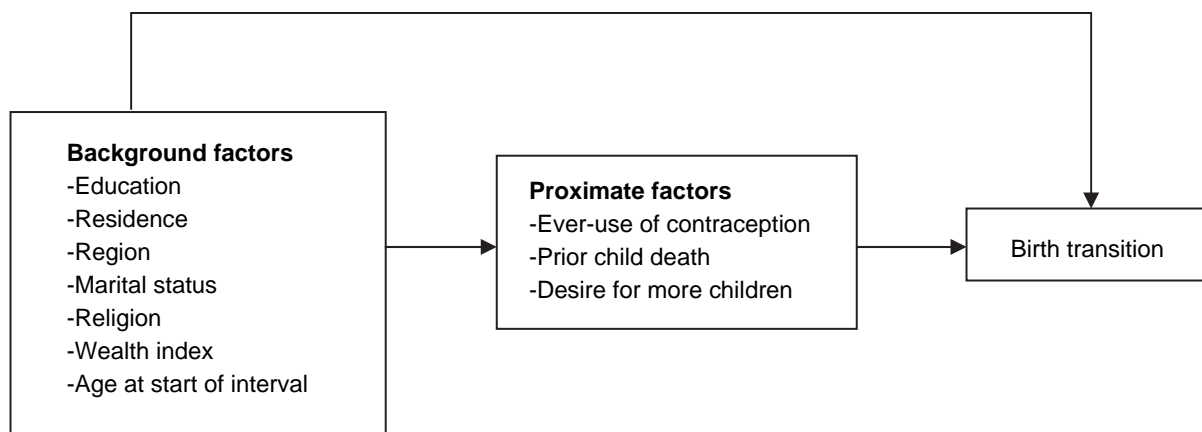 Background factors
-Education
-Residence
-Region
-Marital status
-Religion
-Wealth index
-Age at start of interval
Proximate factors
-Ever-use of contraception
-Prior child death
-Desire for more children
Birth transition